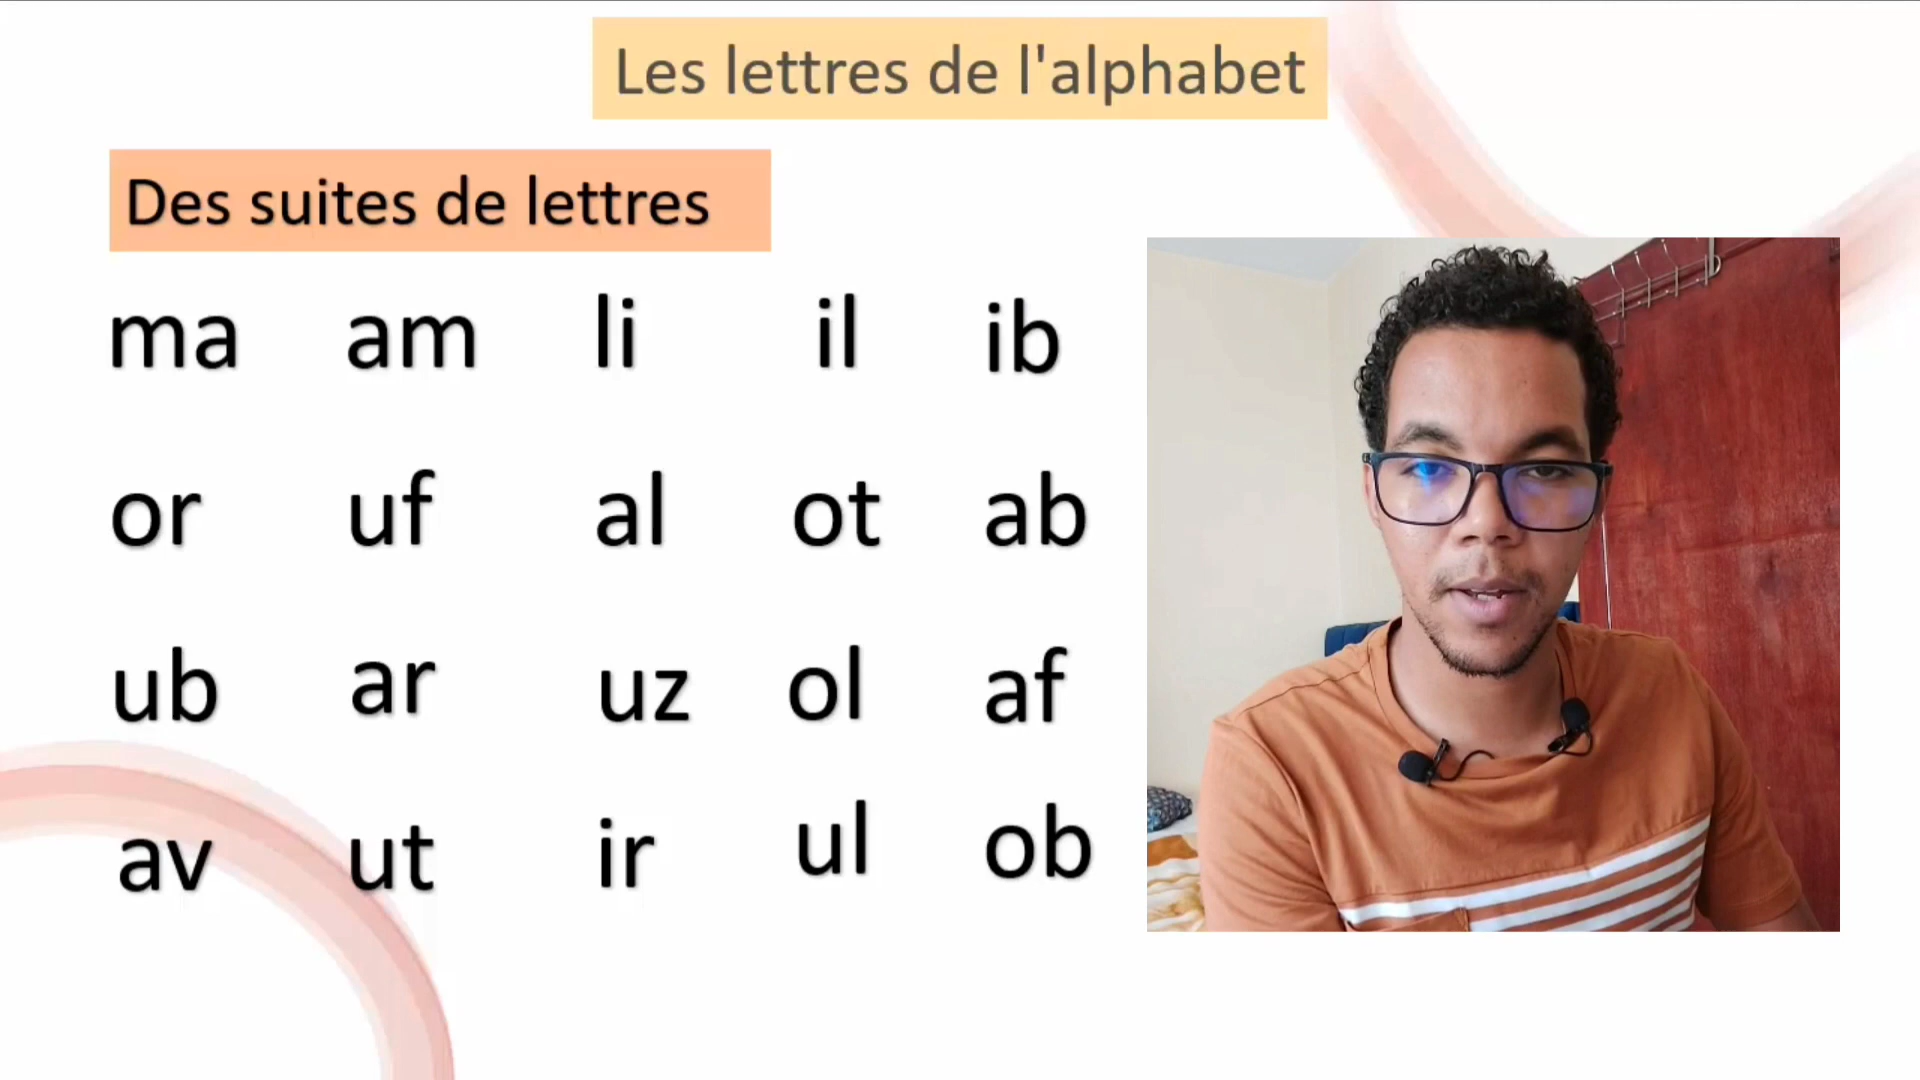 Les lettres de l'alphabet
Des suites de lettres
ma am li il ib
or uf al ot ab
ub ar uz ol af
av ut ir ul ob